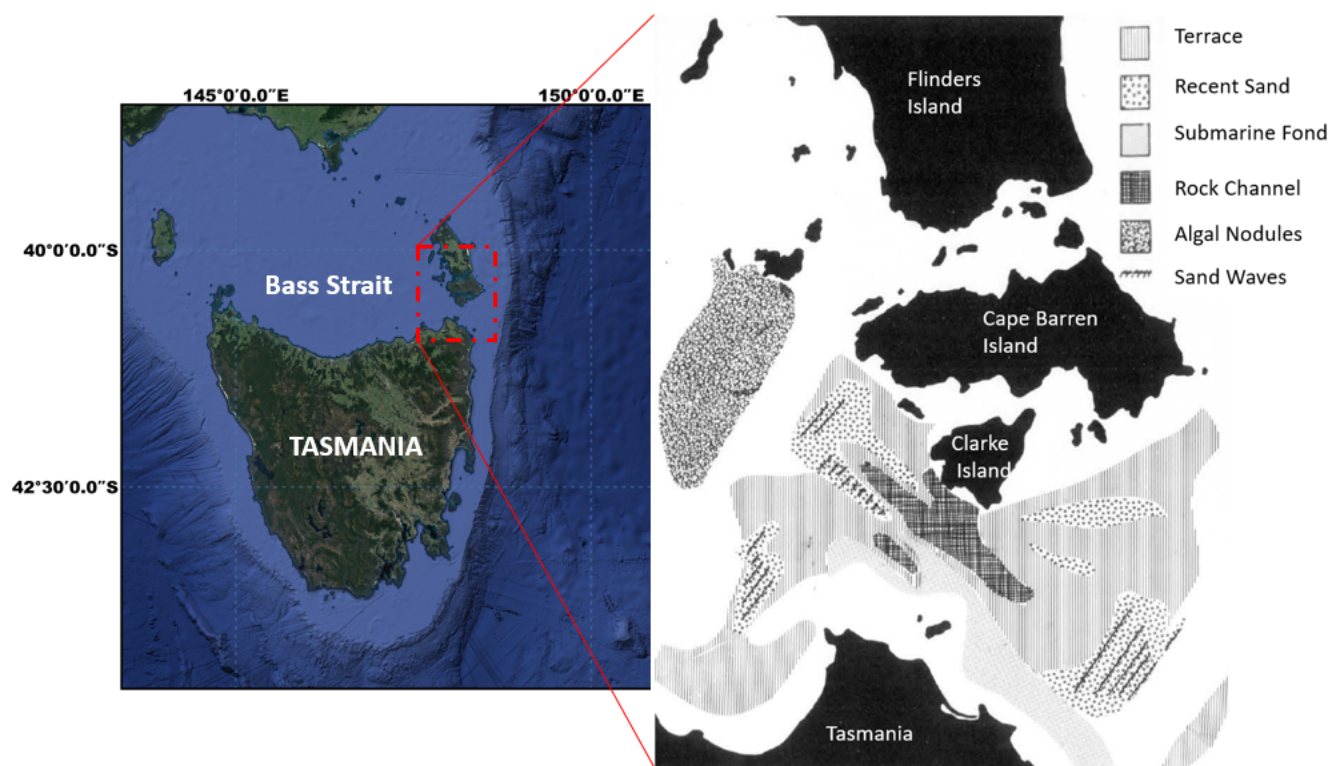 145°0'0.0"E
150°0'0.0"E
40°0'0.0"S
Bass Strait
TASMANIA
42°30'0.0"S
Flinders
Island
Cape Barren
Island
Clarke
Island
Tasmania
Terrace
Recent Sand
Submarine Fond
Rock Channel
Algal Nodules
Sand Waves